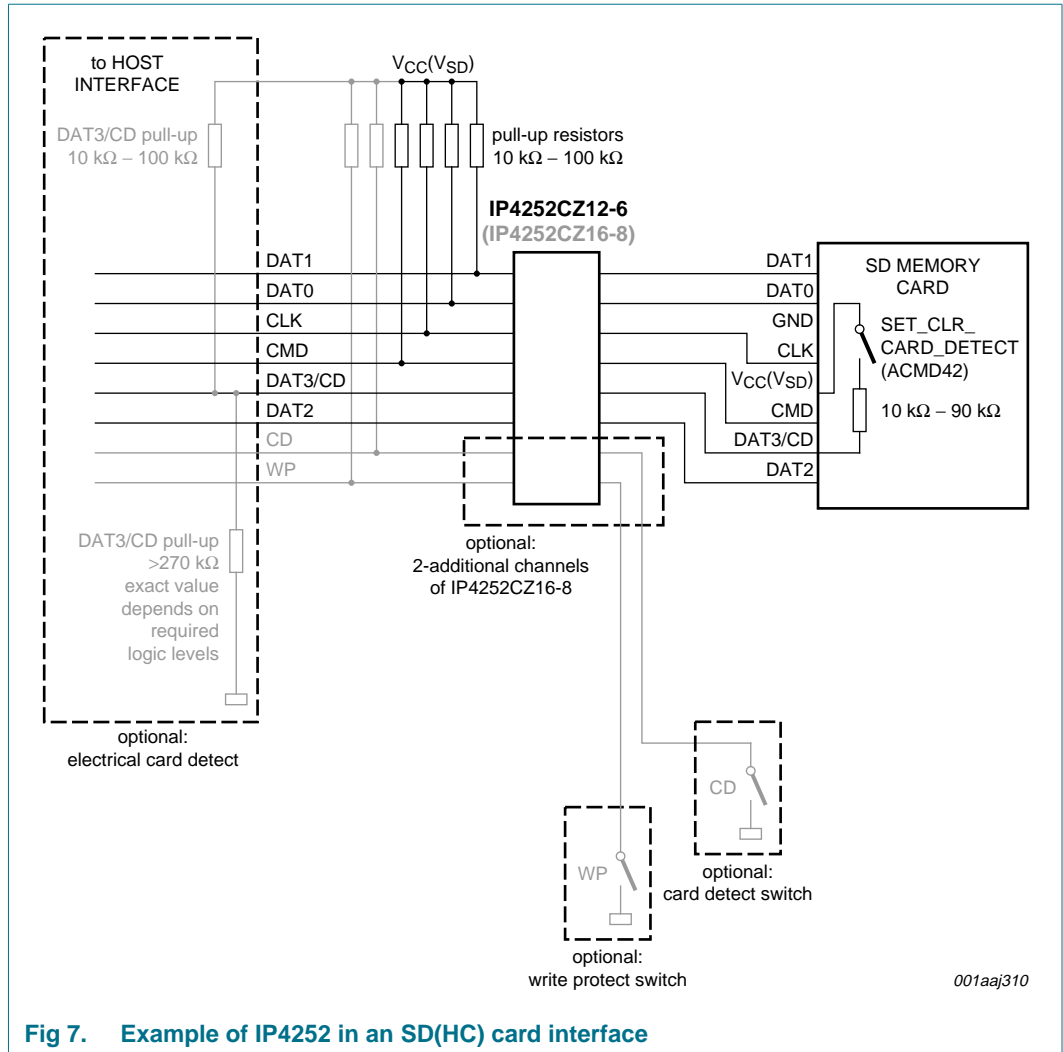 to HOST
INTERFACE
VCC(VSD)
DAT3/CD pull-up
10 kΩ – 100 kΩ
pull-up resistors
10 kΩ – 100 kΩ
IP4252CZ12-6
(IP4252CZ16-8)
DAT1
DAT0
CLK
CMD
DAT3/CD
DAT2
CD
WP
DAT1
DAT0
GND
CLK
VCC(VSD)
CMD
DAT3/CD
DAT2
SD MEMORY
CARD
SET_CLR_
CARD_DETECT
(ACMD42)
10 kΩ – 90 kΩ
DAT3/CD pull-up
>270 kΩ
exact value
depends on
required
logic levels
optional:
2-additional channels
of IP4252CZ16-8
optional:
electrical card detect
CD
optional:
card detect switch
WP
optional:
write protect switch
001aaj310
Fig 7. Example of IP4252 in an SD(HC) card interface